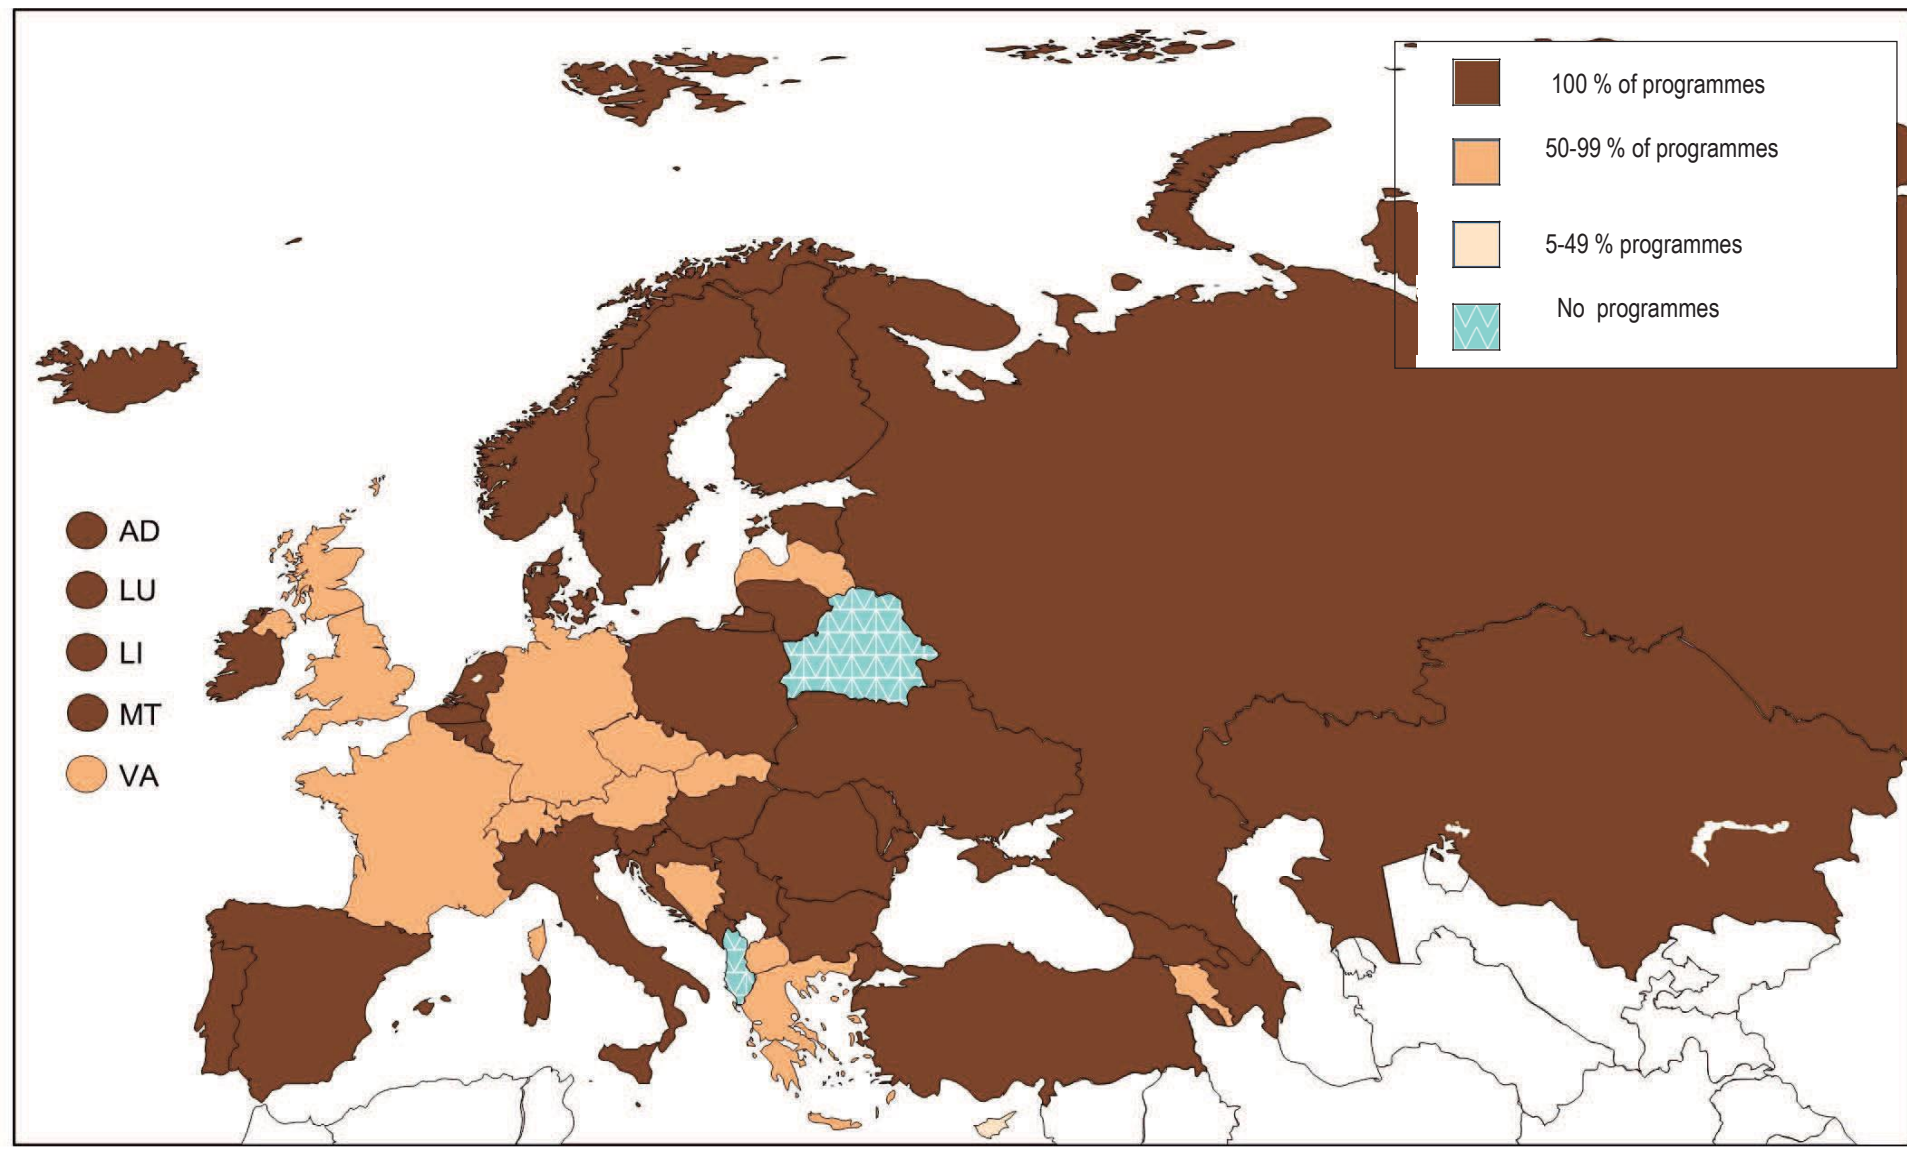 100 % of programmes
50-99 % of programmes
5-49 % programmes
No programmes
AD
LU
LI
MT
VA